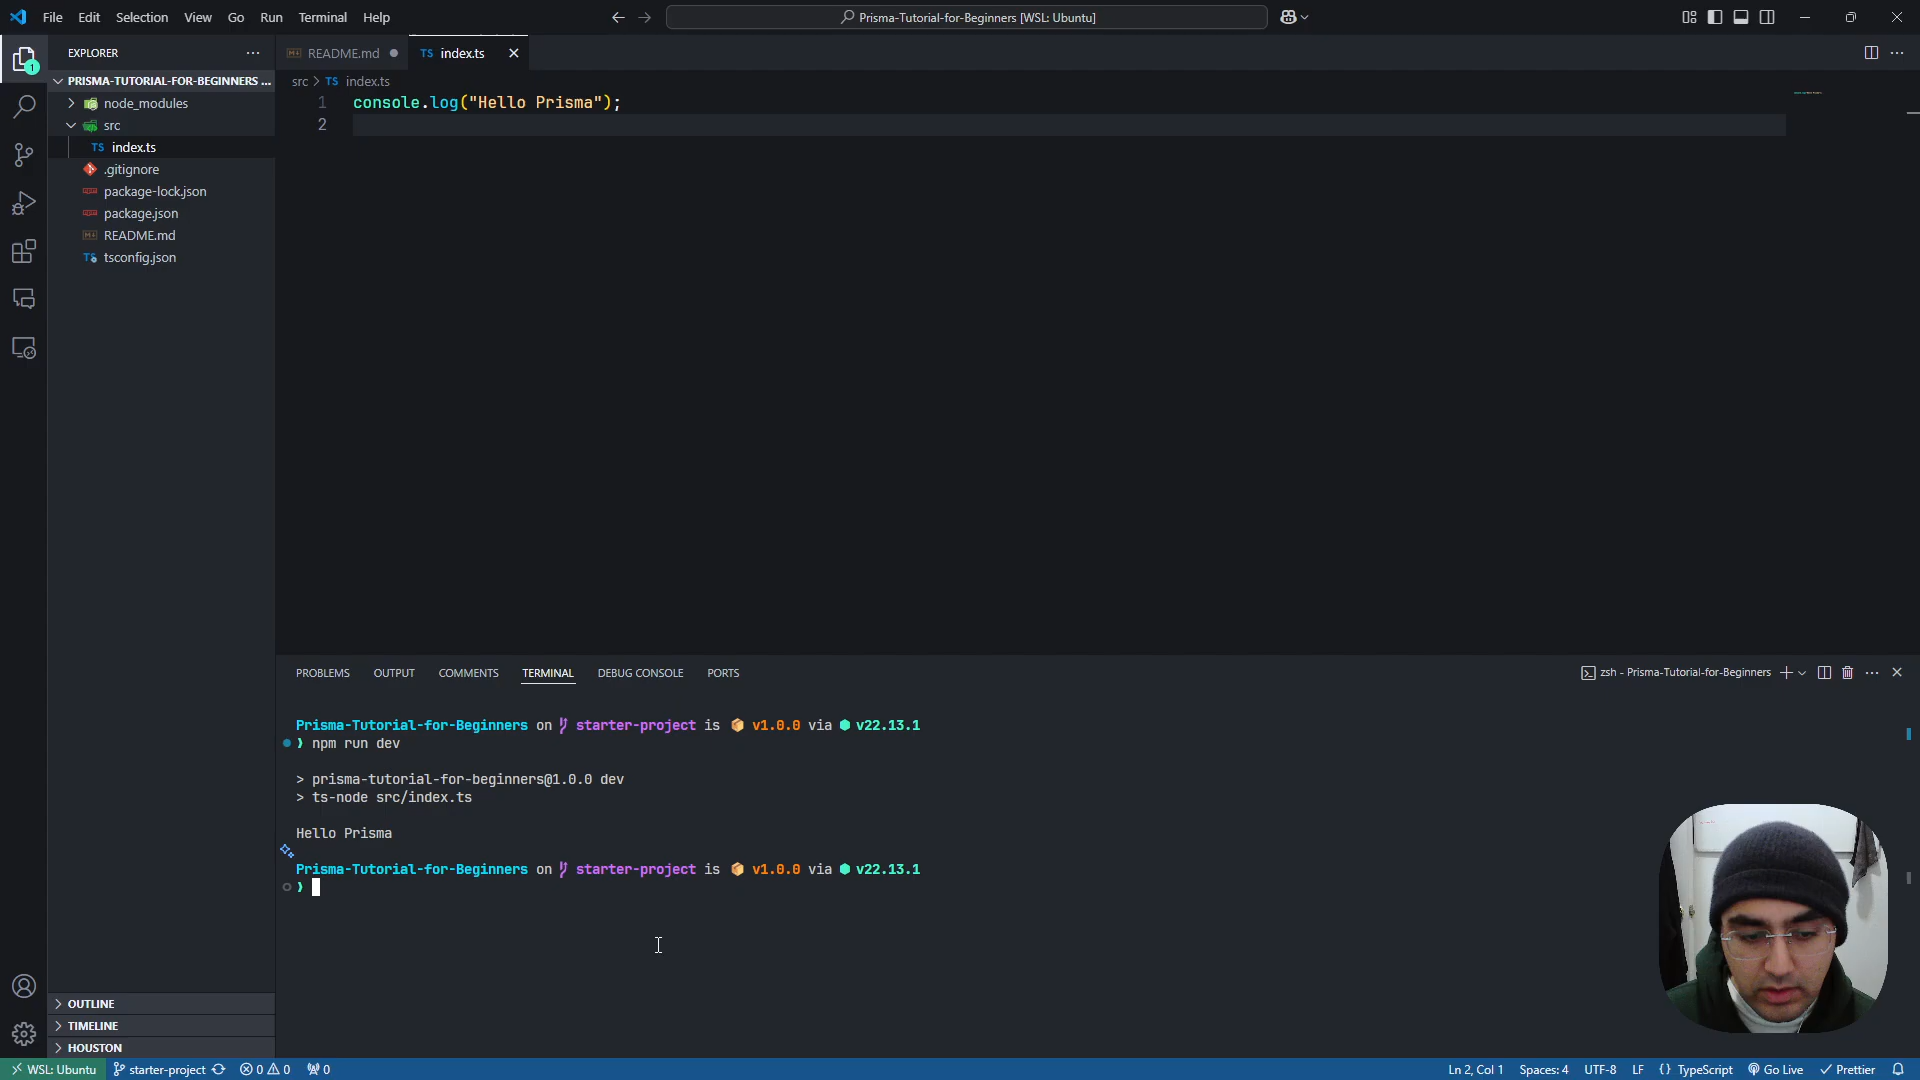 File Edit Selection View Go Run Terminal Help
Prisma-Tutorial-for-Beginners [WSL: Ubuntu]
EXPLORER
README.md
TS index.ts
PRISMA-TUTORIAL-FOR-BEGINNERS ...
node_modules
src
TS index.ts
.gitignore
package-lock.json
package.json
README.md
tsconfig.json
src > TS index.ts
1 console.log("Hello Prisma");
2
1
PROBLEMS OUTPUT COMMENTS TERMINAL DEBUG CONSOLE PORTS
zsh - Prisma-Tutorial-for-Beginners
Prisma-Tutorial-for-Beginners on starter-project is v1.0.0 via v22.13.1
❯ npm run dev
> prisma-tutorial-for-beginners@1.0.0 dev
> ts-node src/index.ts
Hello Prisma
Prisma-Tutorial-for-Beginners on starter-project is v1.0.0 via v22.13.1
❯
OUTLINE
TIMELINE
HOUSTON
WSL: Ubuntu starter-project 0 0 0 Ln 2, Col 1 Spaces: 4 UTF-8 LF {} TypeScript Go Live Prettier